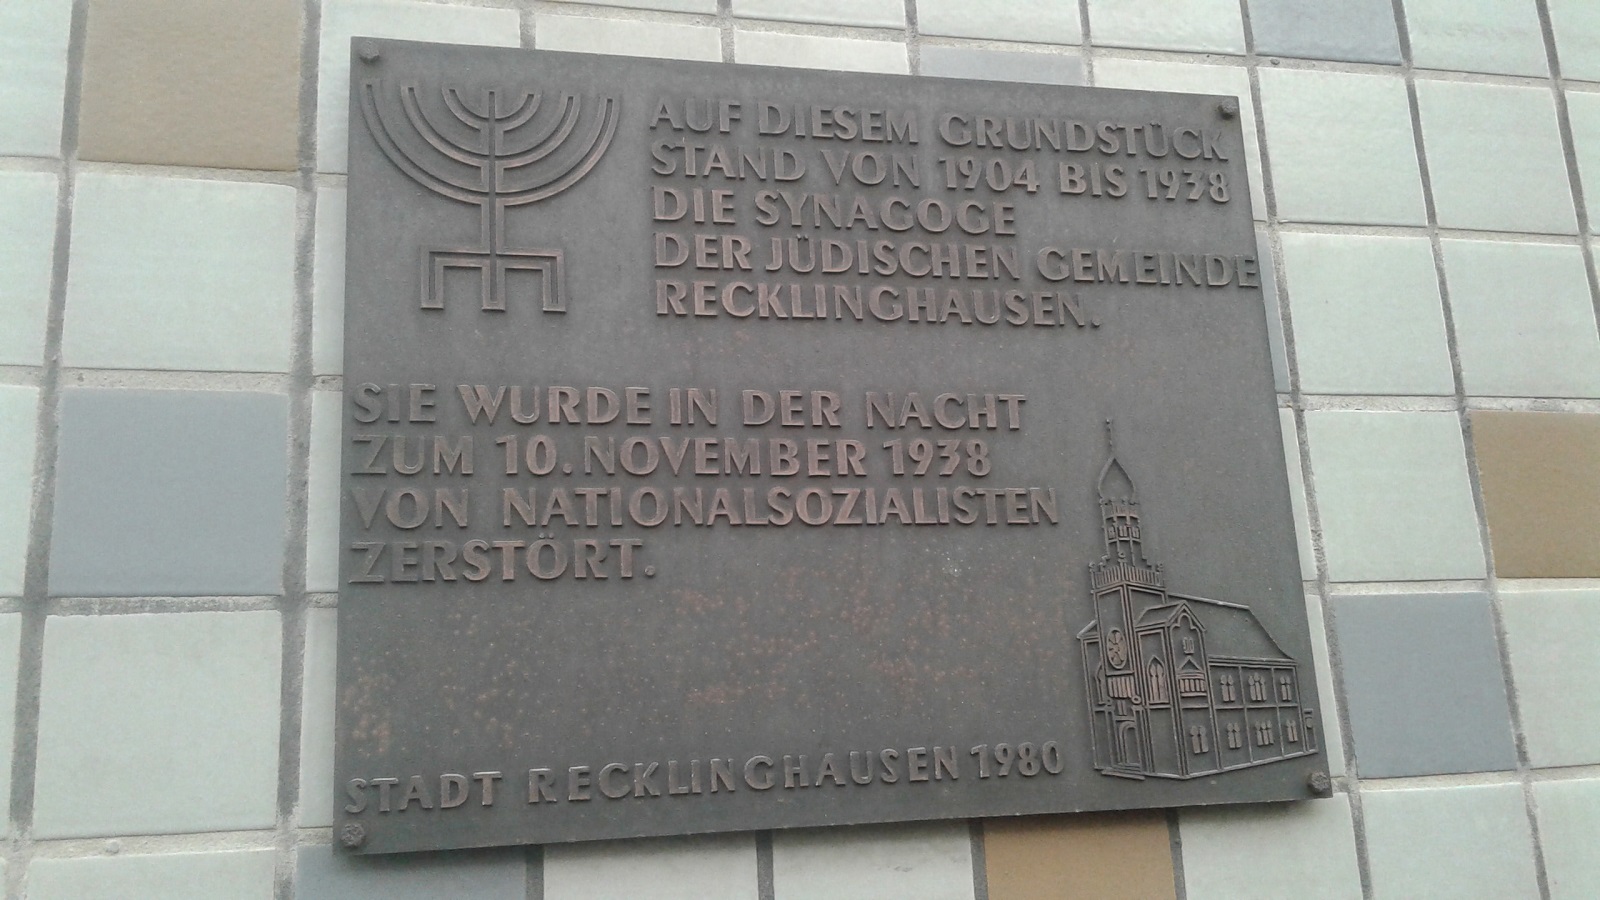 AUF DIESEM GRUNDSTÜCK
STAND VON 1904 BIS 1938
DIE SYNAGOGE
DER JÜDISCHEN GEMEINDE
RECKLINGHAUSEN.
SIE WURDE IN DER NACHT
ZUM 10. NOVEMBER 1938
VON NATIONALSOZIALISTEN
ZERSTÖRT.
STADT RECKLINGHAUSEN 1980